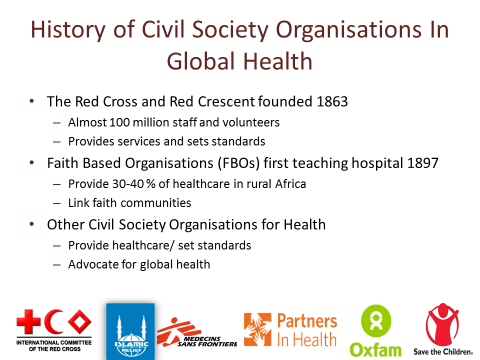 History of Civil Society Organisations In
Global Health
• The Red Cross and Red Crescent founded 1863
– Almost 100 million staff and volunteers
– Provides services and sets standards
• Faith Based Organisations (FBOs) first teaching hospital 1897
– Provide 30-40 % of healthcare in rural Africa
– Link faith communities
• Other Civil Society Organisations for Health
– Provide healthcare/ set standards
– Advocate for global health
INTERNATIONAL COMMITTEE
OF THE RED CROSS
ISLAMIC
RELIEF
MEDECINS
SANS FRONTIERES
Partners
In Health
Oxfam
Save the Children